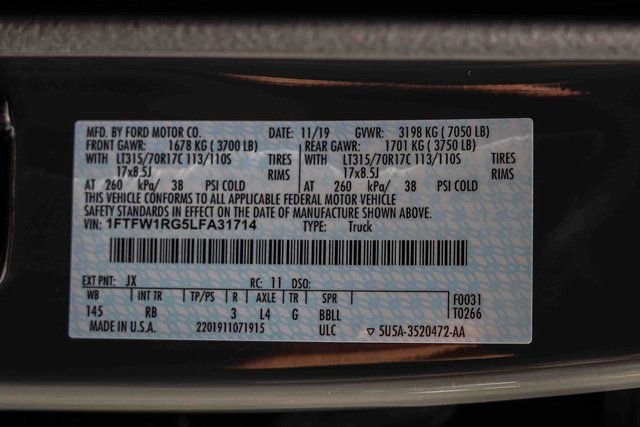 MFD. BY FORD MOTOR CO. DATE: 11/19 GVWR: 3198 KG ( 7050 LB)
FRONT GAWR: 1678 KG ( 3700 LB) REAR GAWR: 1701 KG ( 3750 LB)
WITH LT315/70R17C 113/110S TIRES WITH LT315/70R17C 113/110S TIRES
17x8.5J RIMS 17x8.5J RIMS
AT 260 kPa/ 38 PSI COLD AT 260 kPa/ 38 PSI COLD
THIS VEHICLE CONFORMS TO ALL APPLICABLE FEDERAL MOTOR VEHICLE
SAFETY STANDARDS IN EFFECT ON THE DATE OF MANUFACTURE SHOWN ABOVE.
VIN: 1FTFW1RG5LFA31714 TYPE: Truck
EXT PNT: JX RC: 11 DSO:
WB INT TR TP/PS R AXLE TR SPR F0031
145 RB 3 L4 G BBLL T0266
MADE IN U.S.A. 2201911071915 ULC ▽ 5U5A-3520472-AA